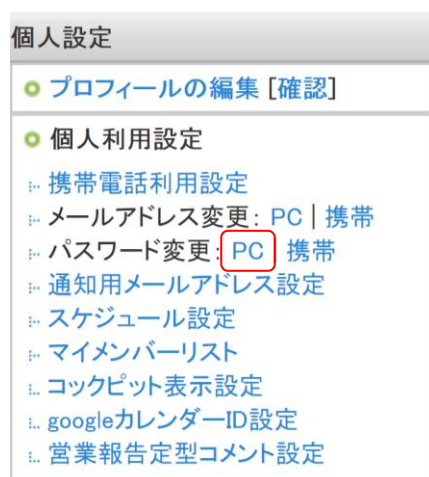 個人設定
プロフィールの編集 [確認]
個人利用設定
携帯電話利用設定
メールアドレス変更: PC | 携帯
パスワード変更: PC 携帯
通知用メールアドレス設定
スケジュール設定
マイメンバーリスト
コックピット表示設定
googleカレンダーID設定
営業報告定型コメント設定